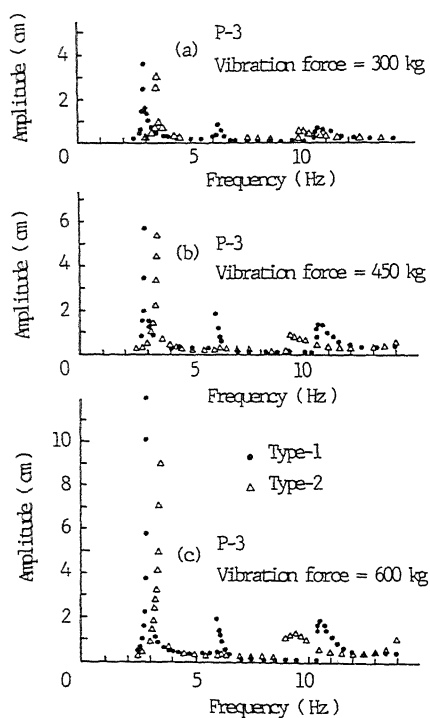 (a)
P-3
Vibration force = 300 kg
Amplitude (cm)
4
2
0
5
10
Frequency (Hz)
(b)
P-3
Vibration force = 450 kg
Amplitude (cm)
6
4
2
0
5
10
Frequency (Hz)
• Type-1
△ Type-2
(c)
P-3
Vibration force = 600 kg
Amplitude (cm)
10
8
6
4
2
0
5
10
Frequency (Hz)